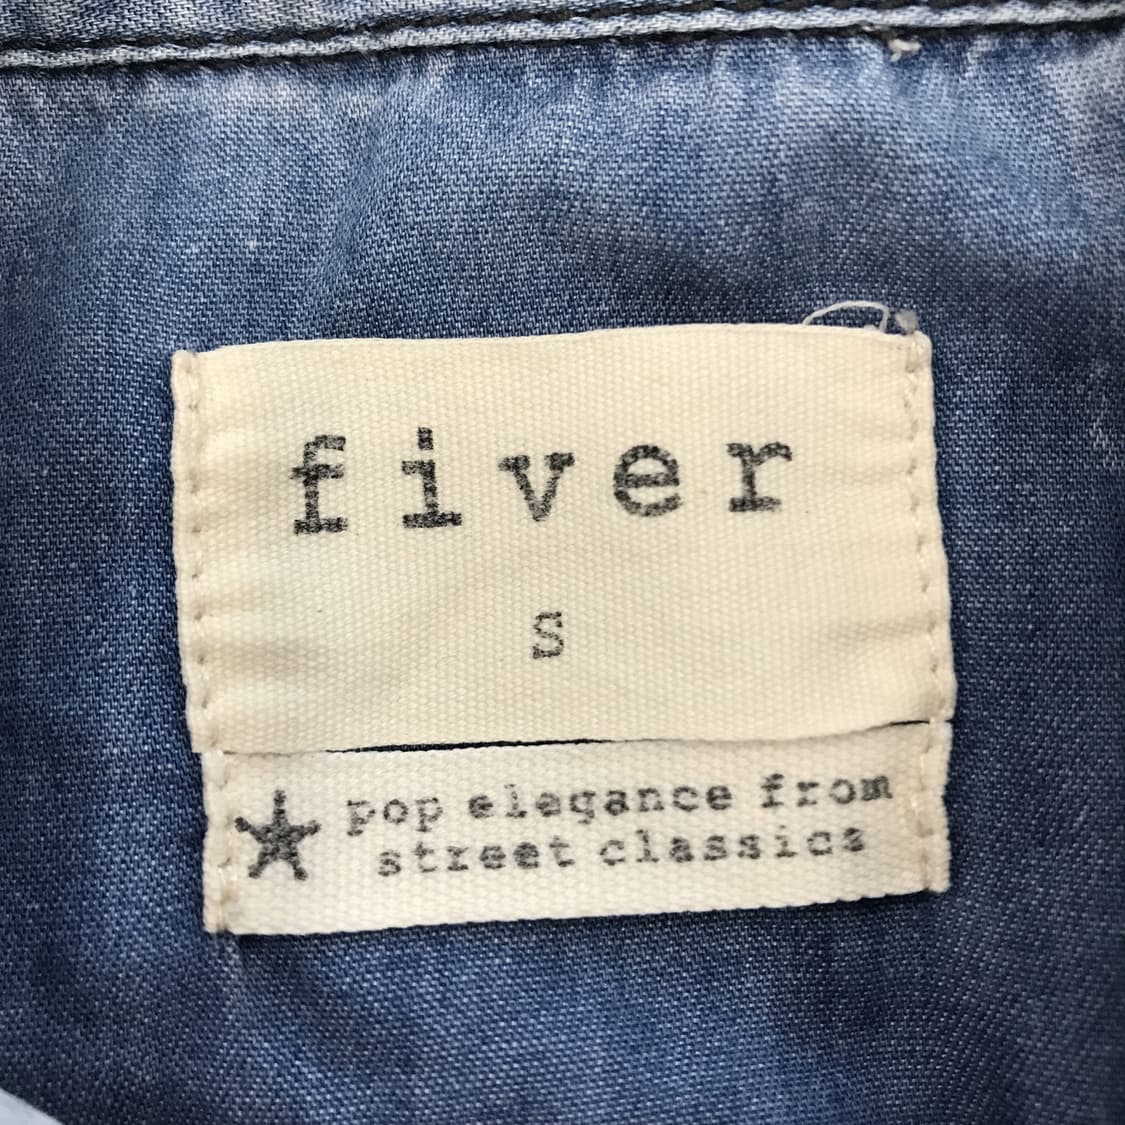 fiver
S
pop elegance from
street classics